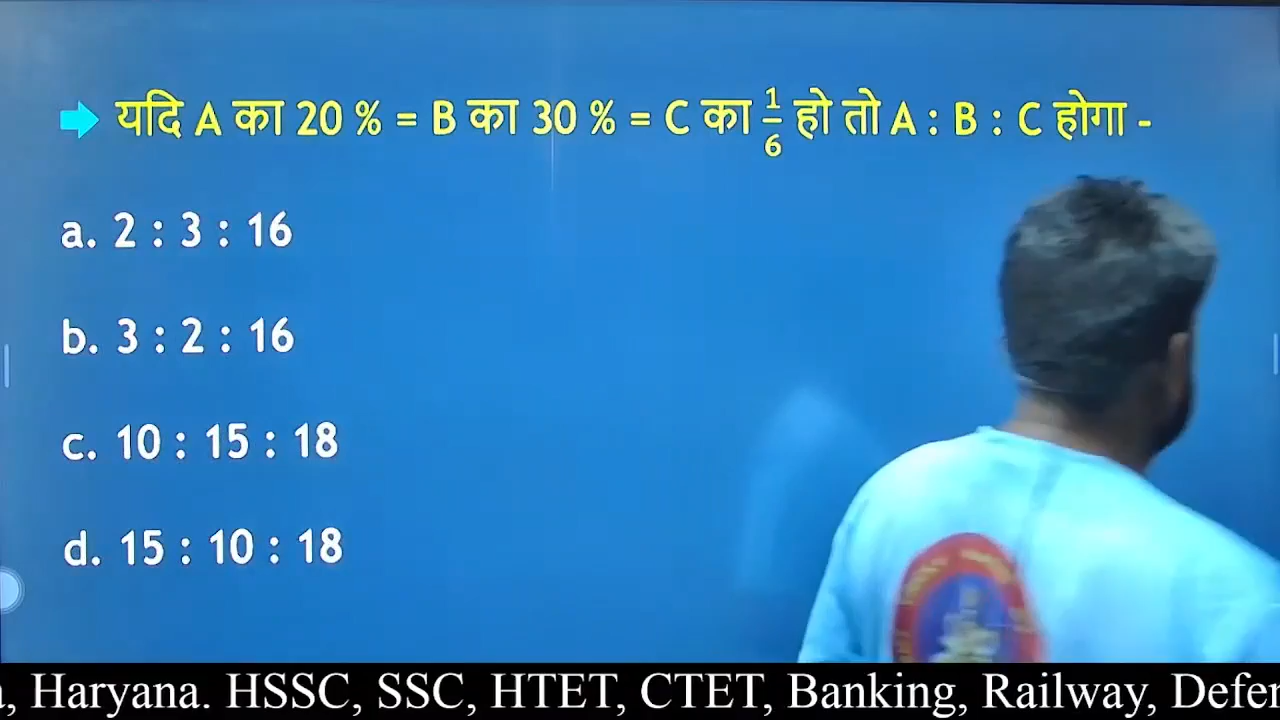 यदि A का 20 % = B का 30 % = C का 1/6 हो तो A : B : C होगा -
a. 2 : 3 : 16
b. 3 : 2 : 16
c. 10 : 15 : 18
d. 15 : 10 : 18
, Haryana. HSSC, SSC, HTET, CTET, Banking, Railway, Defer